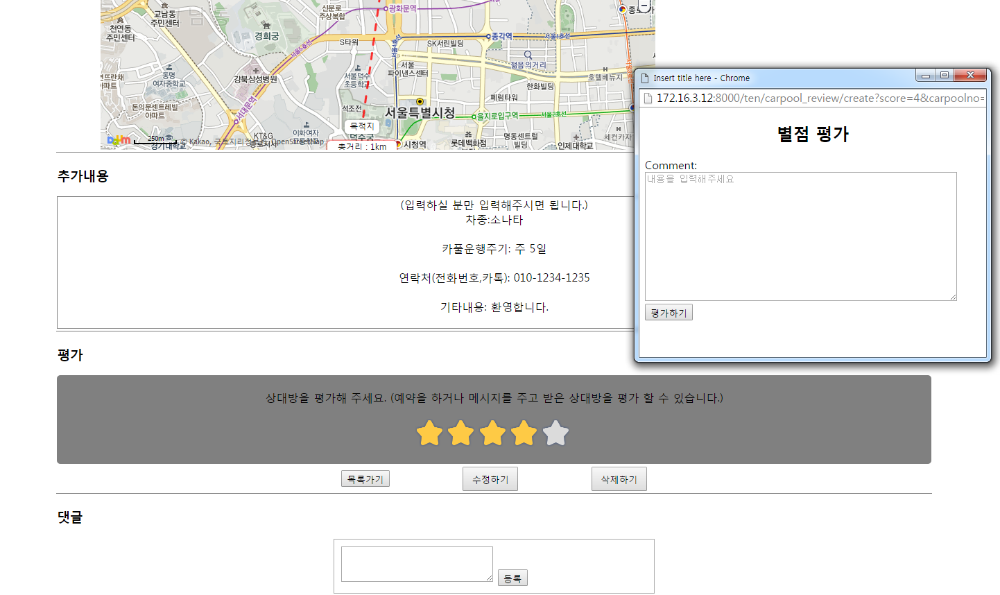 교남동
주민센터
천연동
주민센터
신문로
주상복합
광화문역
경희궁
S타워
종각역
서울1호선
SK서린빌딩
젊음의거리
호텔베뉴지
동명
여자중학교
강북삼성병원
서울5호선
서울덕수
초등학교
서울
파이낸스센터
한화빌딩
페럼타워
돈의문센트레빌
아파트
서대문역
석조전
서울특별시청
을지로입구역
서울2호선
목적지
덕수궁
이화여자
KT&G
시청역
롯데백화점
명동센트럴
빌딩
인제대학교
세컨카자
250m
경기대학교
총거리 : 1km
추가내용
(입력하실 분만 입력해주시면 됩니다.)
차종:소나타
카풀운행주기: 주 5일
연락처(전화번호,카톡): 010-1234-1235
기타내용: 환영합니다.
평가
상대방을 평가해 주세요. (예약을 하거나 메시지를 주고 받은 상대방을 평가 할 수 있습니다.)
목록가기 수정하기 삭제하기
댓글
등록
Insert title here - Chrome
172.16.3.12:8000/ten/carpool_review/create?score=4&carpoolno=
별점 평가
Comment:
내용을 입력해주세요
평가하기